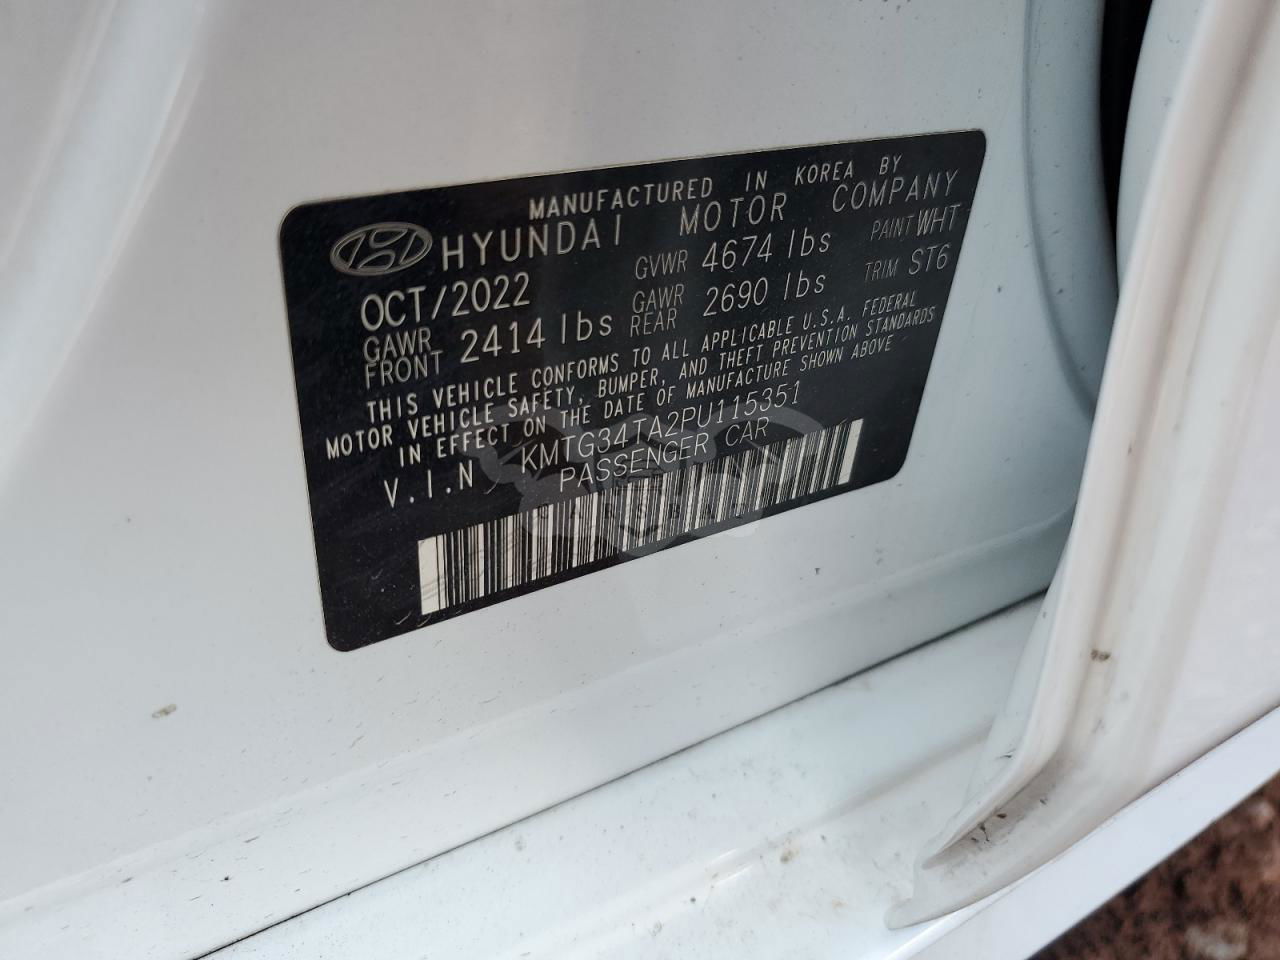 MANUFACTURED IN KOREA BY
HYUNDAI MOTOR COMPANY
OCT/2022 GVWR 4674 lbs PAINT WHT
GAWR FRONT 2414 lbs GAWR REAR 2690 lbs TRIM ST6
THIS VEHICLE CONFORMS TO ALL APPLICABLE U.S.A. FEDERAL
MOTOR VEHICLE SAFETY, BUMPER, AND THEFT PREVENTION STANDARDS
IN EFFECT ON THE DATE OF MANUFACTURE SHOWN ABOVE
V.I.N KMTG34TA2PU115351
PASSENGER CAR